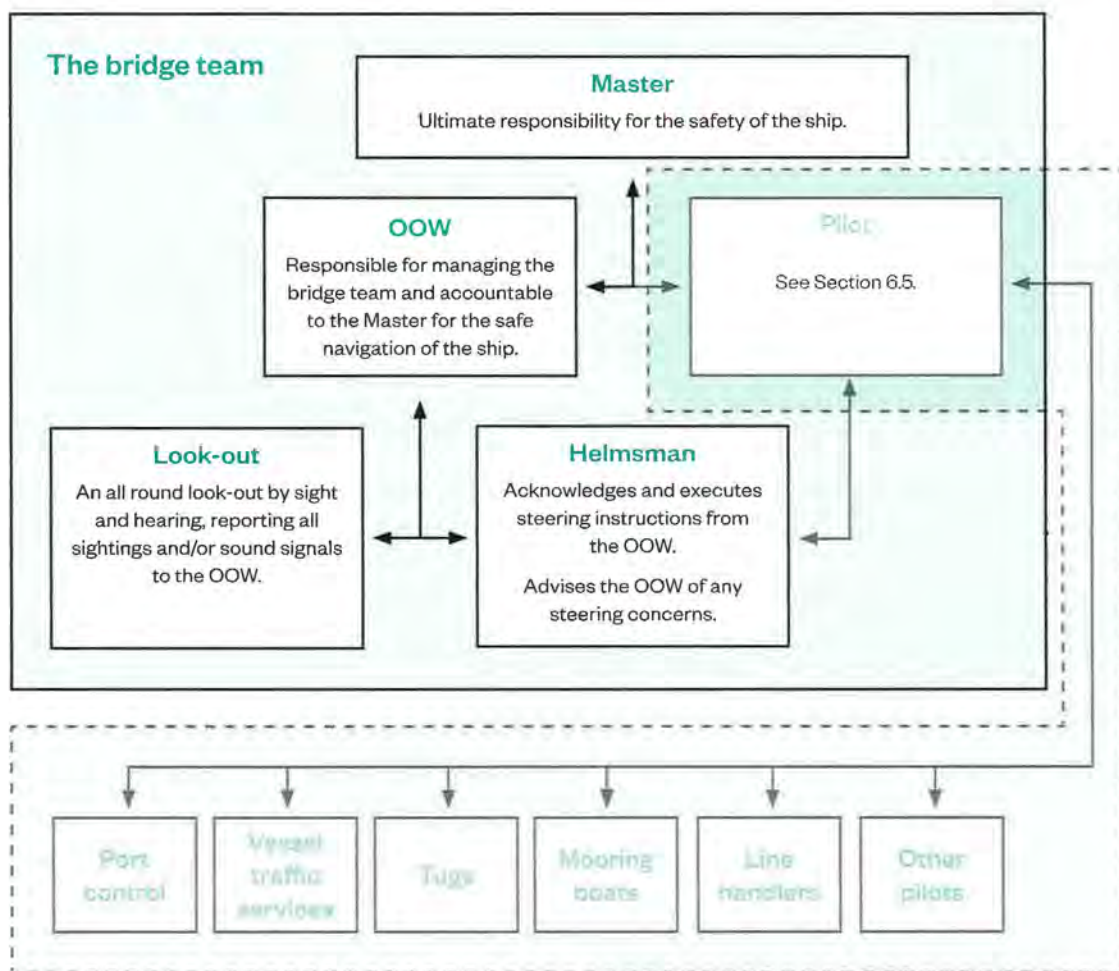 The bridge team
Master
Ultimate responsibility for the safety of the ship.
OOW
Responsible for managing the
bridge team and accountable
to the Master for the safe
navigation of the ship.
Pilot
See Section 6.5.
Look-out
An all round look-out by sight
and hearing, reporting all
sightings and/or sound signals
to the OOW.
Helmsman
Acknowledges and executes
steering instructions from
the OOW.
Advises the OOW of any
steering concerns.
Port
control
Vessel
traffic
services
Tugs
Mooring
boats
Line
handlers
Other
pilots